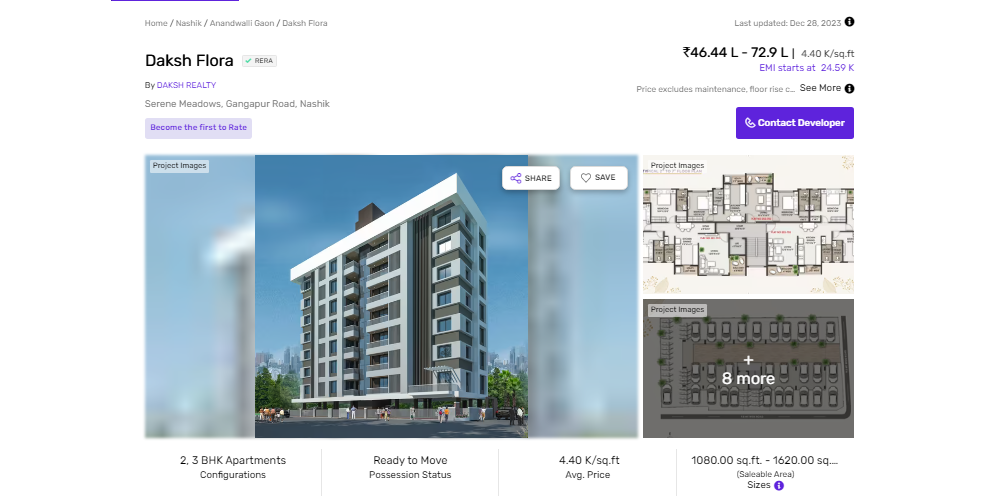 Home / Nashik / Anandwalli Gaon / Daksh Flora
Last updated: Dec 28, 2023
Daksh Flora
RERA
₹46.44 L - 72.9 L | 4.40 K/sq.ft
EMI starts at 24.59 K
By DAKSH REALTY
Price excludes maintenance, floor rise c... See More
Serene Meadows, Gangapur Road, Nashik
Become the first to Rate
Contact Developer
Project Images
SHARE
SAVE
Project Images
Project Images
+
8 more
2, 3 BHK Apartments
Configurations
Ready to Move
Possession Status
4.40 K/sq.ft
Avg. Price
1080.00 sq.ft. - 1620.00 sq....
(Saleable Area)
Sizes